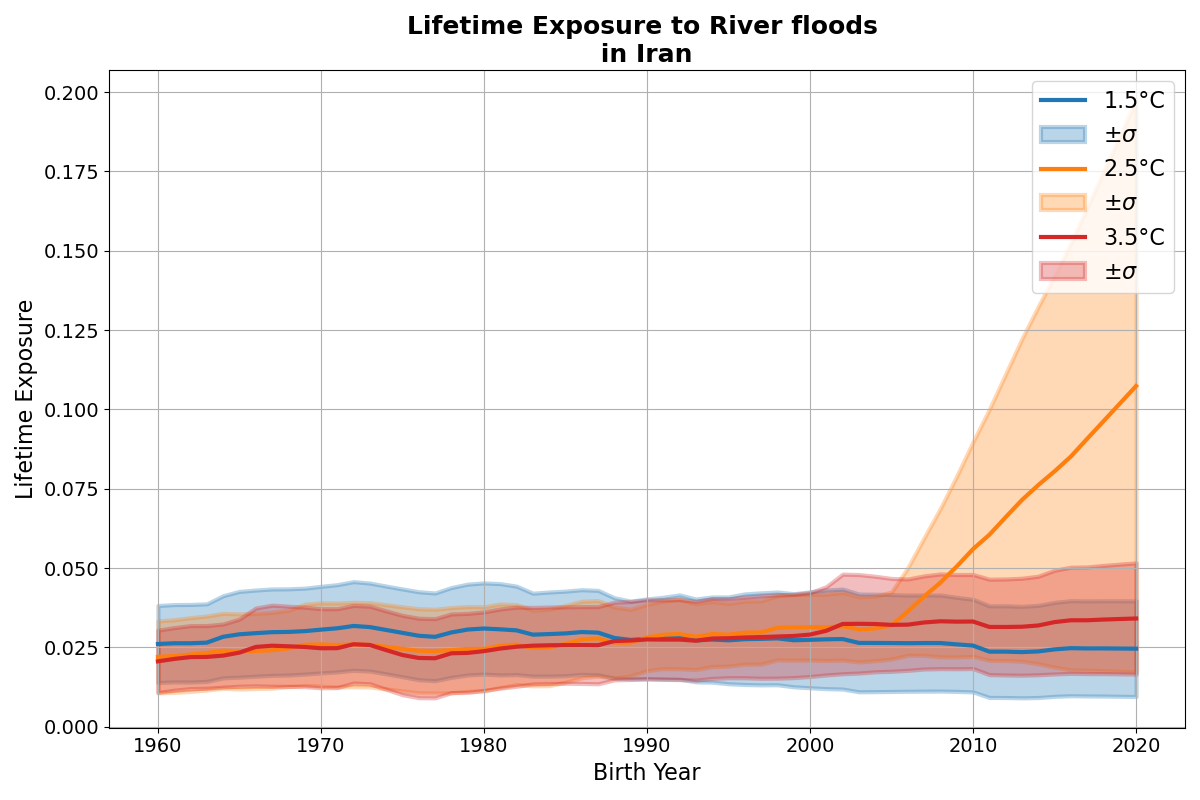 Lifetime Exposure to River floods
in Iran
0.200
0.175
0.150
0.125
0.100
0.075
0.050
0.025
0.000
Lifetime Exposure
1.5°C
±σ
2.5°C
±σ
3.5°C
±σ
1960 1970 1980 1990 2000 2010 2020
Birth Year